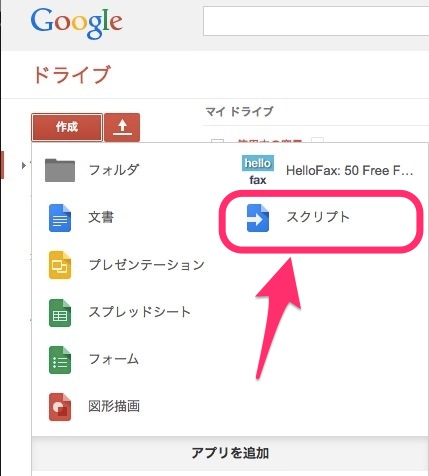 Google
ドライブ
作成
マイ ドライブ
フォルダ
文書
プレゼンテーション
スプレッドシート
フォーム
図形描画
hello
fax
HelloFax: 50 Free F...
スクリプト
アプリを追加